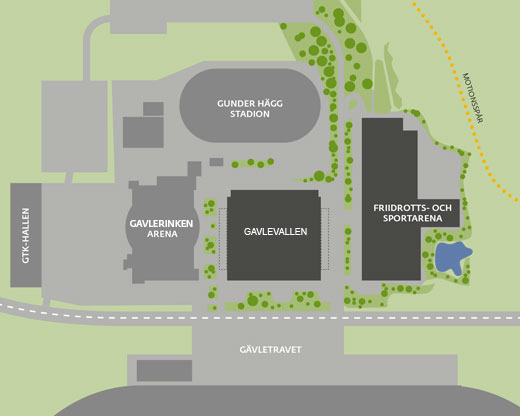 MOTIONSSPÅR
GUNDER HÄGG
STADION
FRIIDROTTS- OCH
SPORTARENA
GAVLERINKEN
ARENA
GAVLEVALLEN
GTK-HALLEN
GÄVLETRAVET